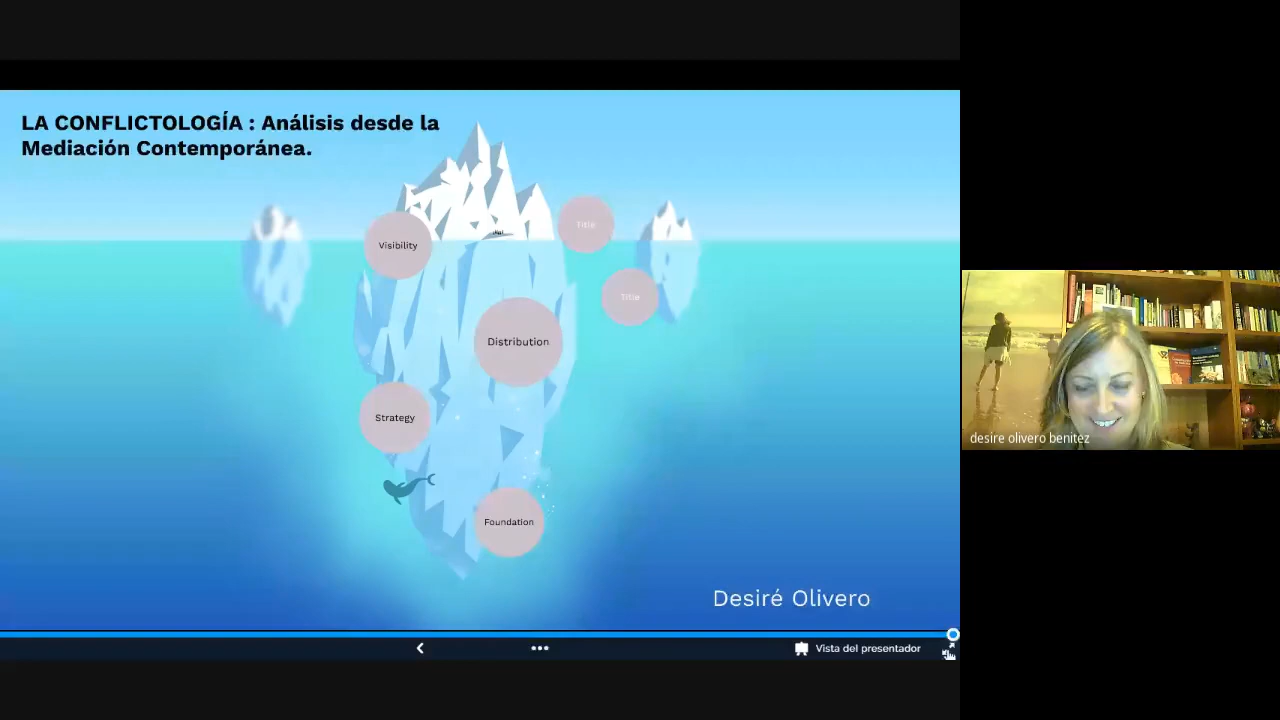 LA CONFLICTOLOGÍA : Análisis desde la
Mediación Contemporánea.
Visibility
Title
Title
Distribution
Strategy
Foundation
Desiré Olivero
Vista del presentador
desire olivero benitez